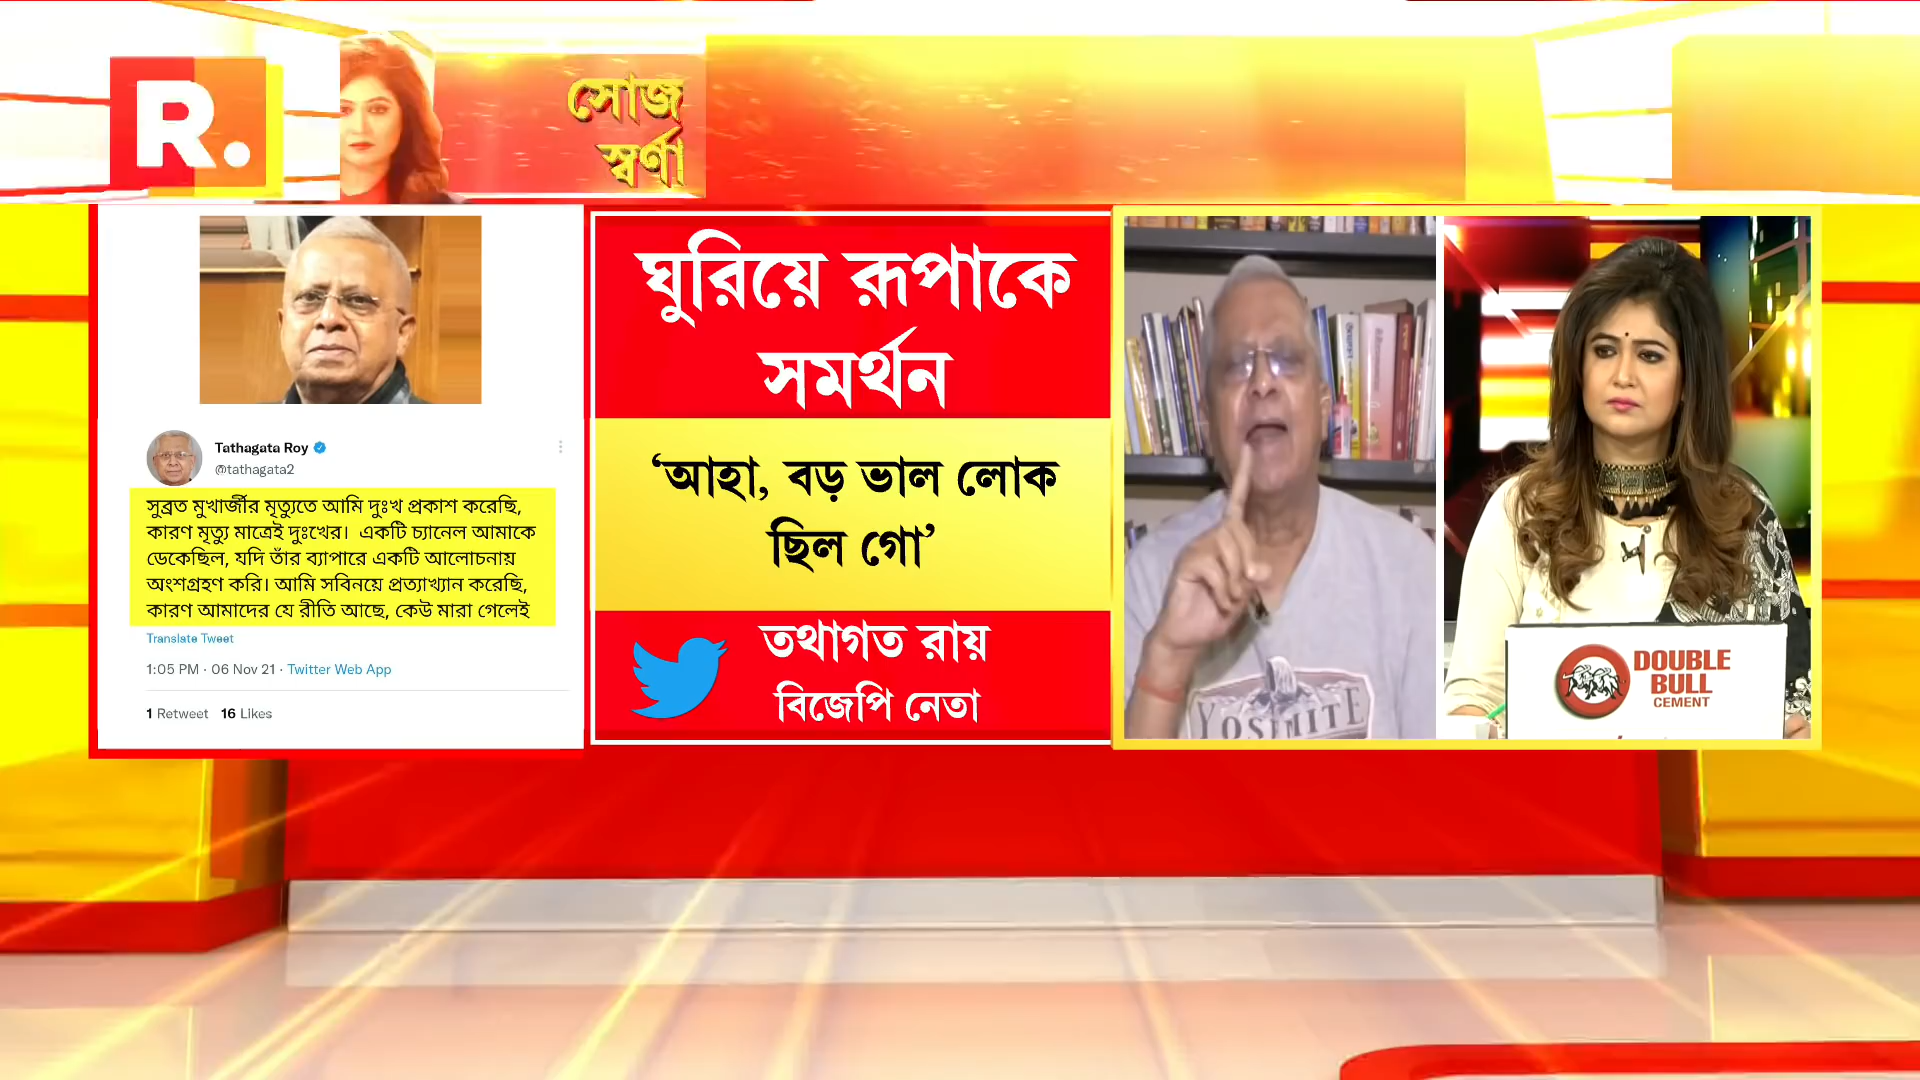 R.
সোজা
স্বর্ণা
Tathagata Roy
@tathagata2
সুব্রত মুখার্জীর মৃত্যুতে আমি দুঃখ প্রকাশ করেছি,
কারণ মৃত্যু মাত্রেই দুঃখের। একটি চ্যানেল আমাকে
ডেকেছিল, যদি তাঁর ব্যাপারে একটি আলোচনায়
অংশগ্রহণ করি। আমি সবিনয়ে প্রত্যাখ্যান করেছি,
কারণ আমাদের যে রীতি আছে, কেউ মারা গেলেই
Translate Tweet
1:05 PM · 06 Nov 21 · Twitter Web App
1 Retweet 16 Likes
ঘুরিয়ে রূপাকে
সমর্থন
‘আহা, বড় ভাল লোক
ছিল গো’
তথাগত রায়
বিজেপি নেতা
YOSEMITE
DOUBLE
BULL
CEMENT